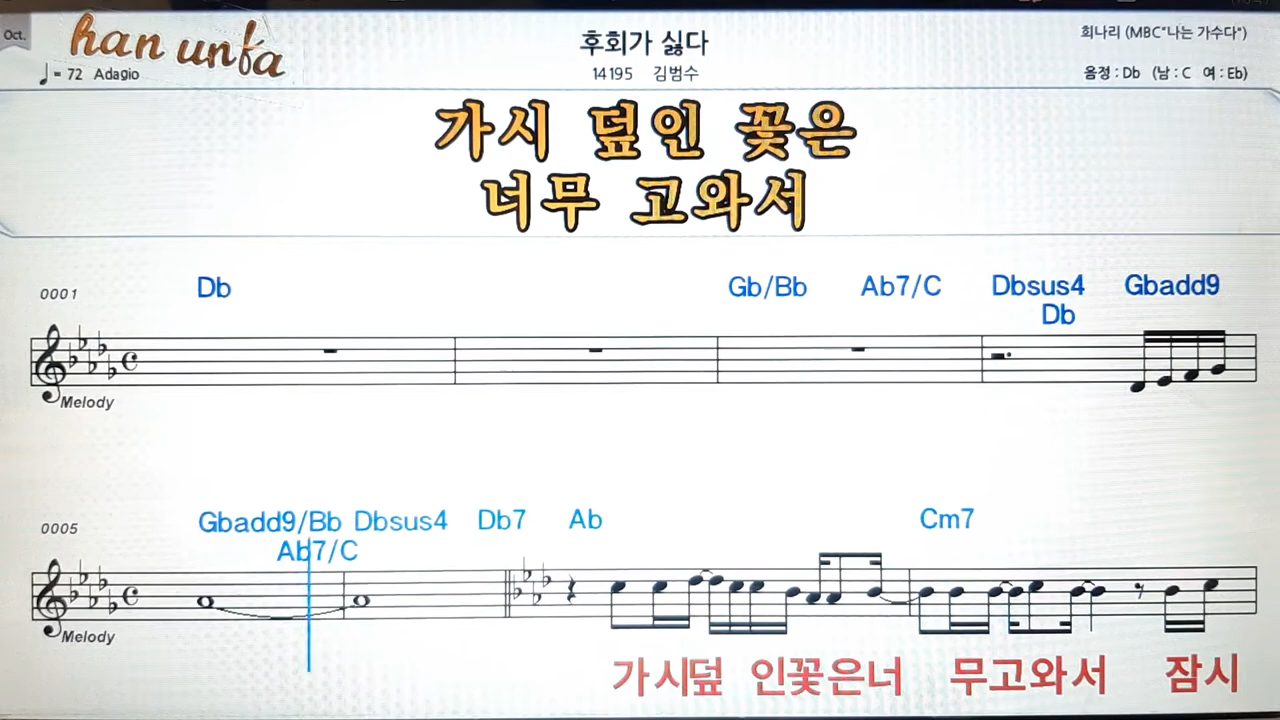 Oct.
han unfa
후회가 싫다
회나리 (MBC"나는 가수다")
= 72 Adagio
14195 김범수
음정 : Db (남 : C 여 : Eb)
가시 덮인 꽃은
너무 고와서
0001
Db Gb/Bb Ab7/C Dbsus4 Gbadd9
Db
Melody
0005
Gbadd9/Bb Dbsus4 Db7 Ab Cm7
Ab7/C
Melody
가시덮 인꽃은너 무고와서 잠시